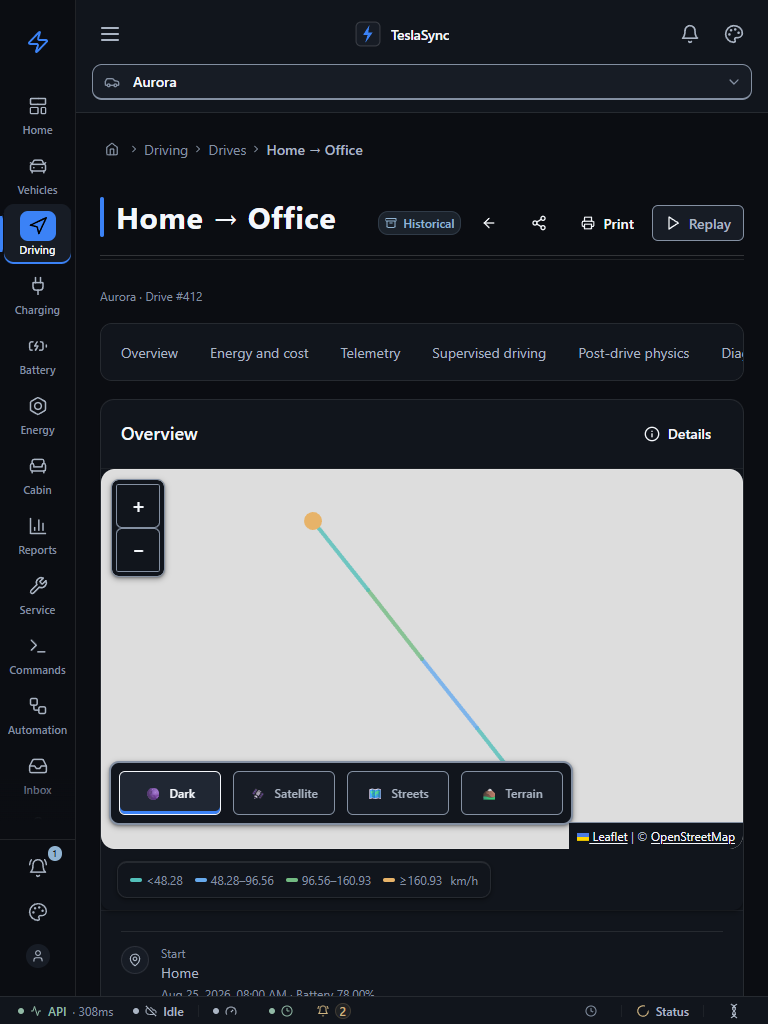 TeslaSync
Aurora
Home
Vehicles
Driving
Charging
Battery
Energy
Cabin
Reports
Service
Commands
Automation
Inbox
1
Driving > Drives > Home → Office
Home → Office
Historical
Print
Replay
Aurora · Drive #412
Overview Energy and cost Telemetry Supervised driving Post-drive physics Dia
Overview
Details
+
−
Dark Satellite Streets Terrain
Leaflet | © OpenStreetMap
<48.28 48.28–96.56 96.56–160.93 ≥160.93 km/h
Start
Home
Aug 25, 2026, 08:00 AM · Battery 78.00%
API · 308ms Idle 2 Status